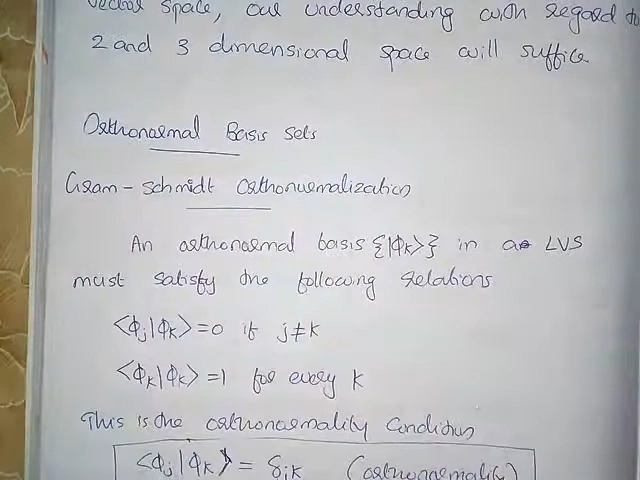 vector space, our understanding with regard to
2 and 3 dimensional space will suffice
Orthonormal Basis sets
Gram-schmidt Orthonormalization
An orthonormal basis {|ϕₖ>} in a LVS
must satisfy the following relations
<ϕⱼ|ϕₖ>=0 if j≠k
<ϕₖ|ϕₖ>=1 for every k
This is the orthonormality Condition
<ϕⱼ|ϕₖ> = δⱼₖ (orthonormality)